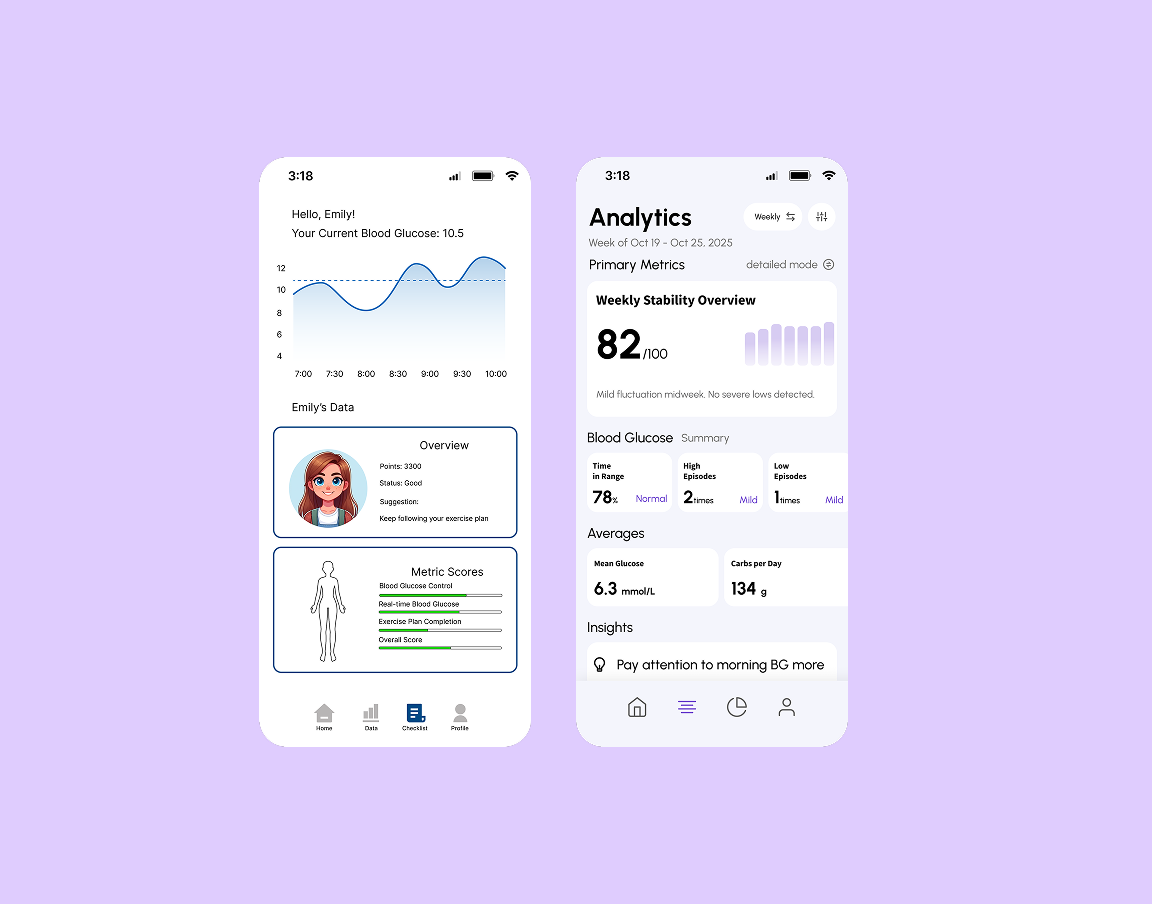 3:18
Hello, Emily!
Your Current Blood Glucose: 10.5
12
10
8
6
4
7:00 7:30 8:00 8:30 9:00 9:30 10:00
Emily's Data
Overview
Points: 3300
Status: Good
Suggestion:
Keep following your exercise plan
Metric Scores
Blood Glucose Control
Real-time Blood Glucose
Exercise Plan Completion
Overall Score
Home Data Checklist Profile
3:18
Analytics
Weekly
Week of Oct 19 - Oct 25, 2025
Primary Metrics
detailed mode
Weekly Stability Overview
82/100
Mild fluctuation midweek. No severe lows detected.
Blood Glucose Summary
Time
in Range
78% Normal
High
Episodes
2times Mild
Low
Episodes
1times Mild
Averages
Mean Glucose
6.3 mmol/L
Carbs per Day
134 g
Insights
Pay attention to morning BG more